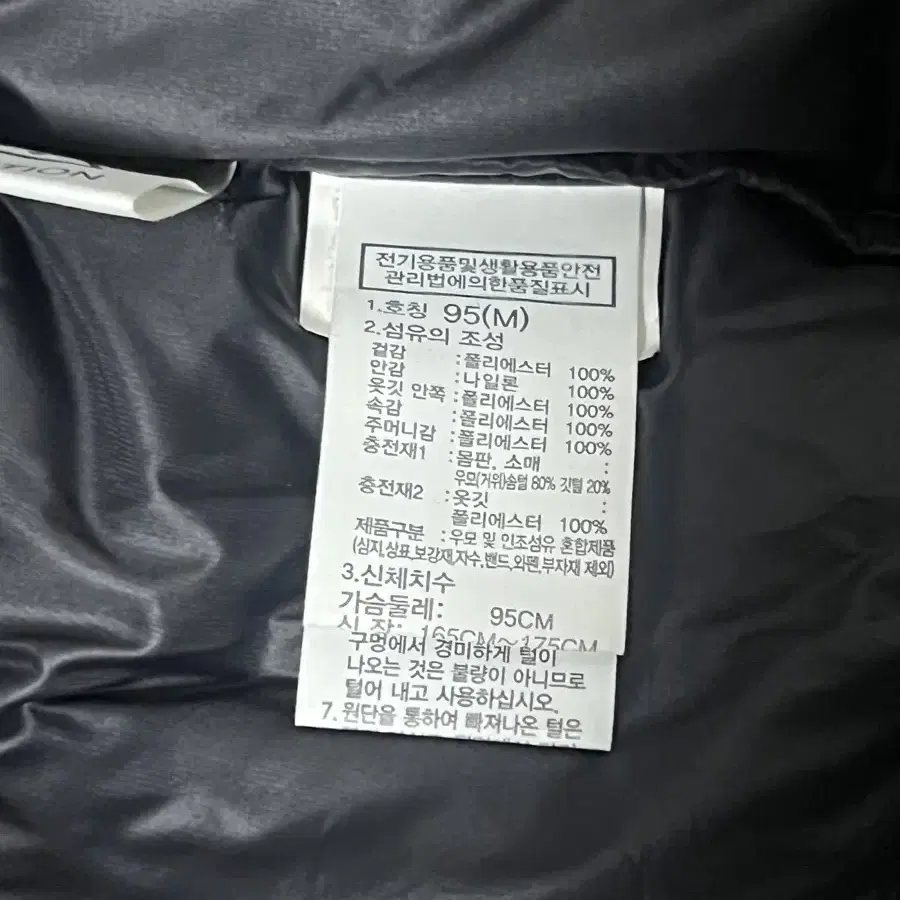 TION
전기용품및생활용품안전
관리법에의한품질표시
1.호칭 95(M)
2.섬유의 조성
겉감 :폴리에스터 100%
안감 :나일론 100%
옷깃 안쪽 :폴리에스터 100%
속감 :폴리에스터 100%
주머니감 :폴리에스터 100%
충전재1 :몸판. 소매 :
우모(거위)솜털 80% 깃털 20%
충전재2 :옷깃 :
폴리에스터 100%
제품구분 :우모 및 인조섬유 혼합제품
(심지,상표,보강재,자수,밴드,와펜,부자재 제외)
3.신체치수
가슴둘레: 95CM
신 장: 165CM~175CM
구멍에서 경미하게 털이
나오는 것은 불량이 아니므로
털어 내고 사용하십시오.
7.원단을 통하여 빠져나온 털은